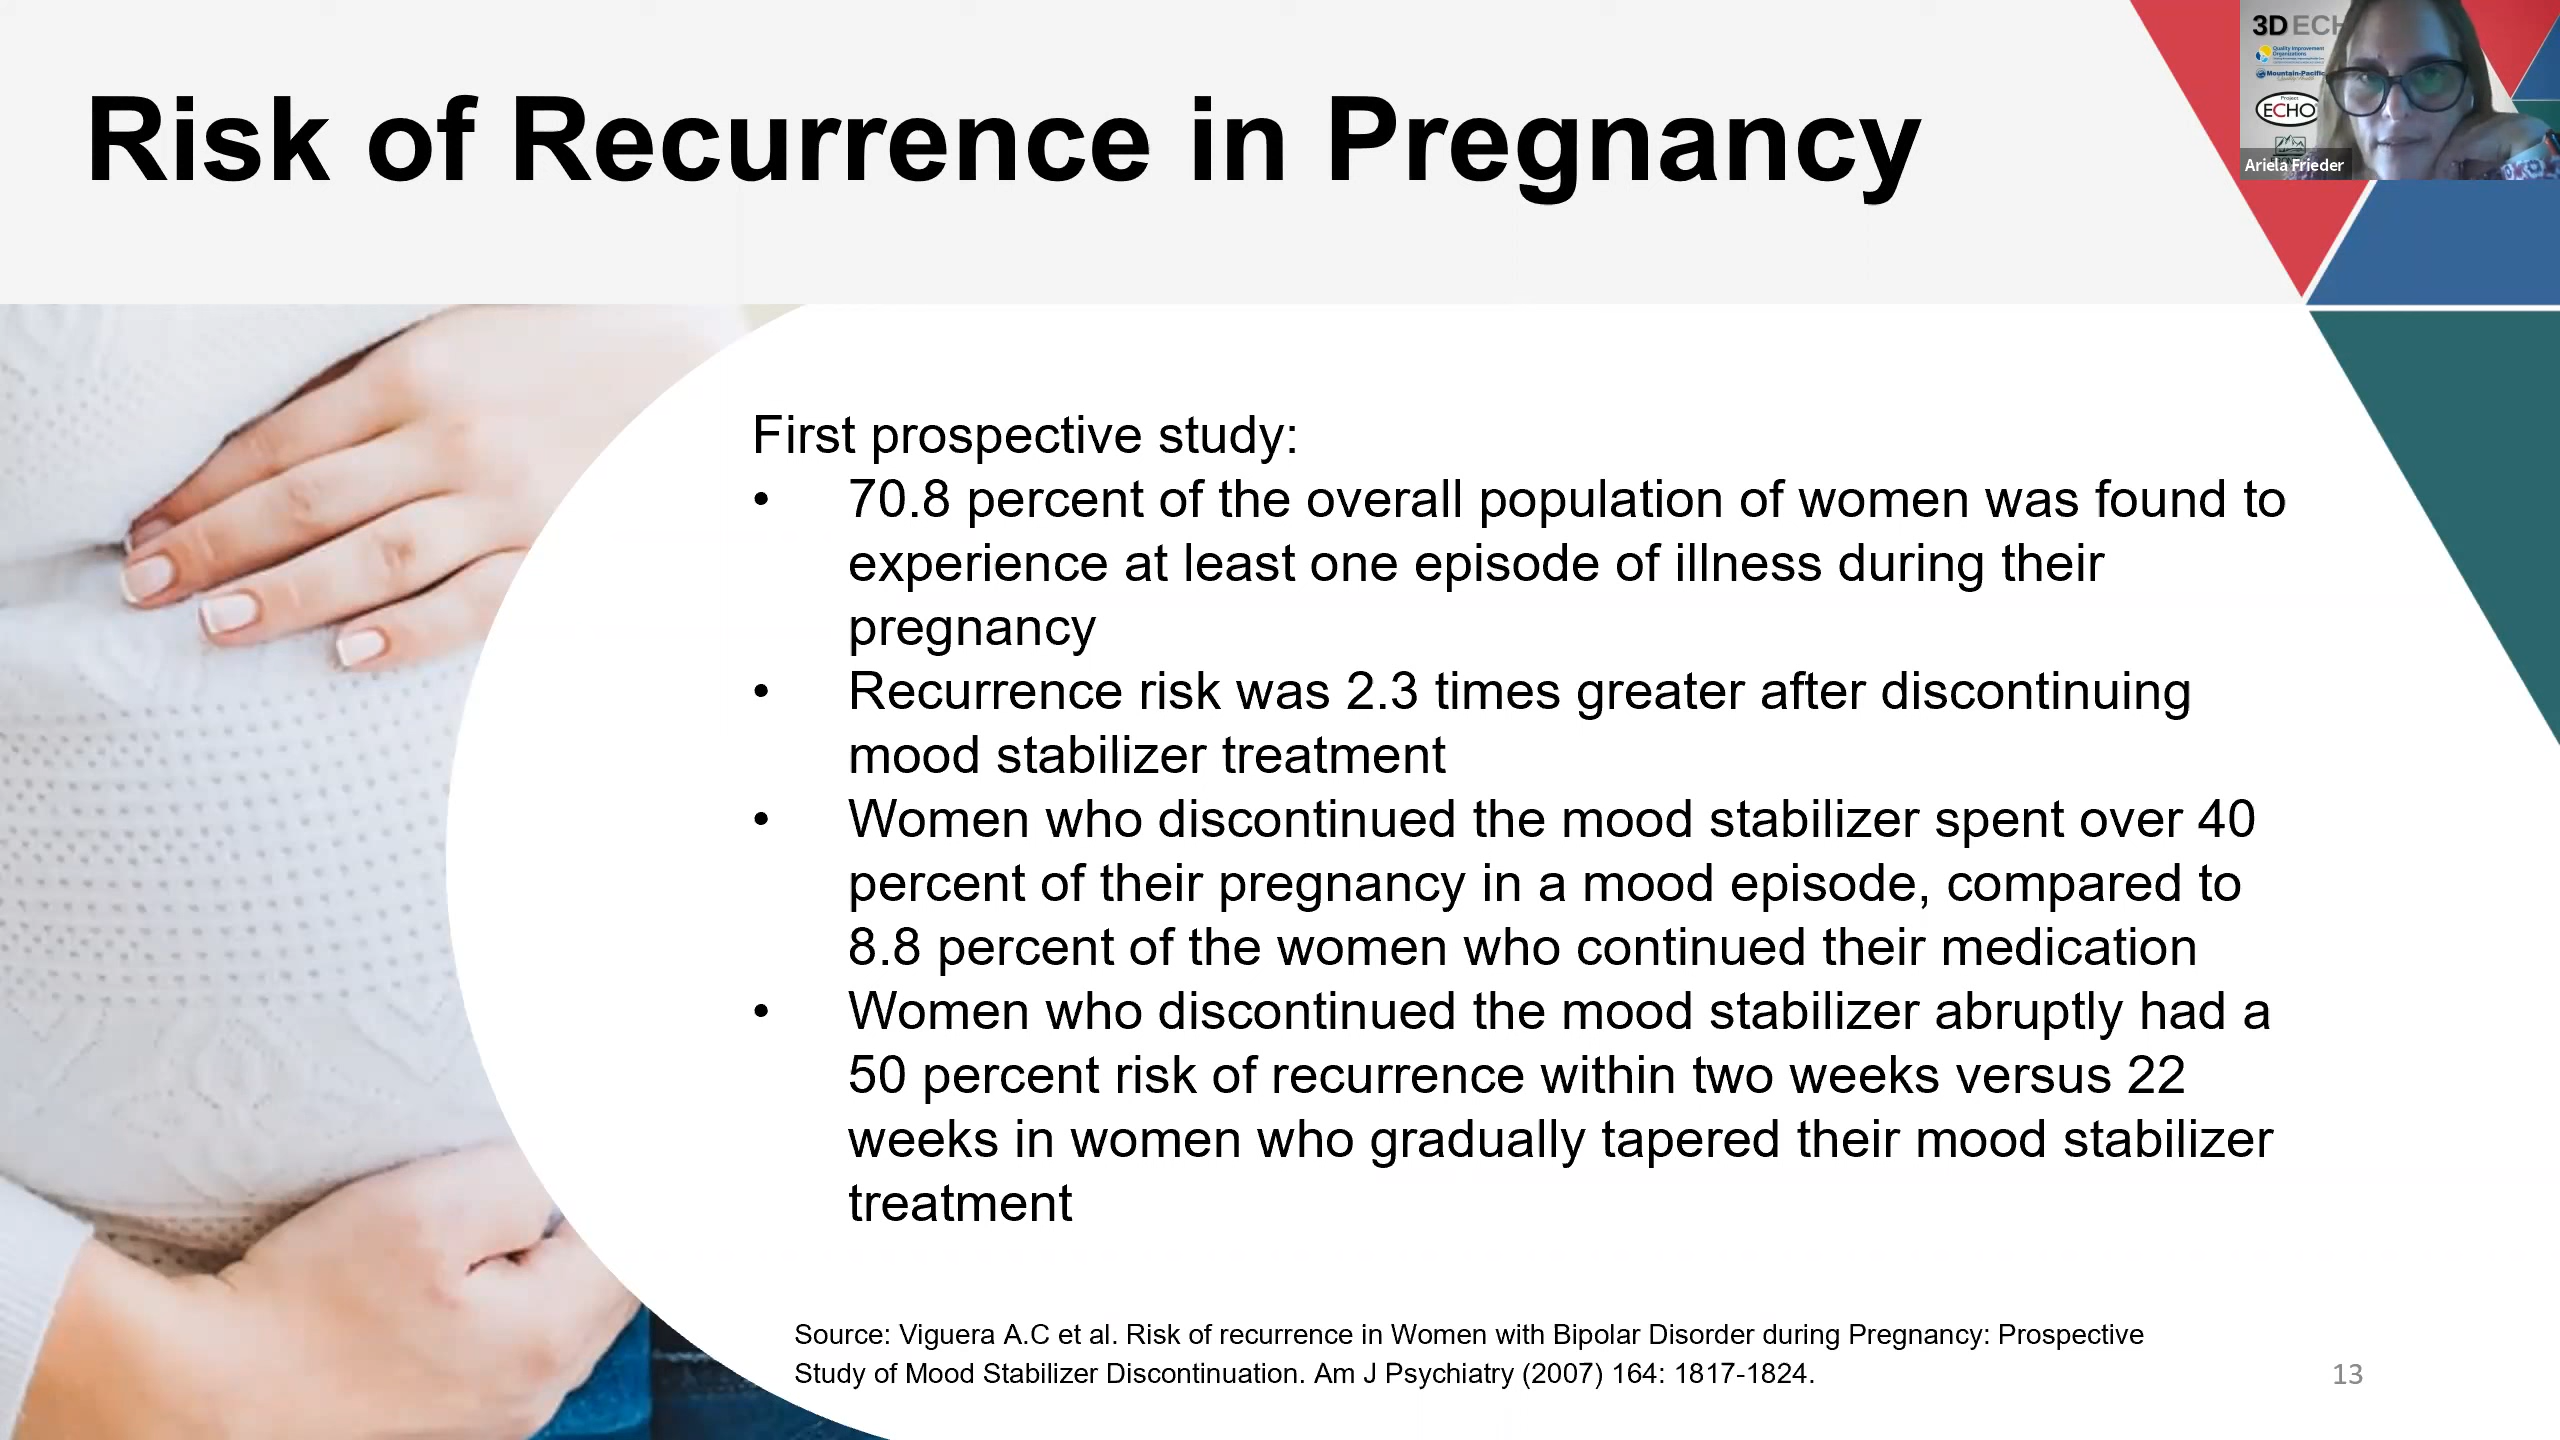 Risk of Recurrence in Pregnancy
3D ECH
Quality Improvement
Organizations
Mountain-Pacific
Project
ECHO
Ariela Frieder
First prospective study:
• 70.8 percent of the overall population of women was found to
experience at least one episode of illness during their
pregnancy
• Recurrence risk was 2.3 times greater after discontinuing
mood stabilizer treatment
• Women who discontinued the mood stabilizer spent over 40
percent of their pregnancy in a mood episode, compared to
8.8 percent of the women who continued their medication
• Women who discontinued the mood stabilizer abruptly had a
50 percent risk of recurrence within two weeks versus 22
weeks in women who gradually tapered their mood stabilizer
treatment
Source: Viguera A.C et al. Risk of recurrence in Women with Bipolar Disorder during Pregnancy: Prospective
Study of Mood Stabilizer Discontinuation. Am J Psychiatry (2007) 164: 1817-1824.
13